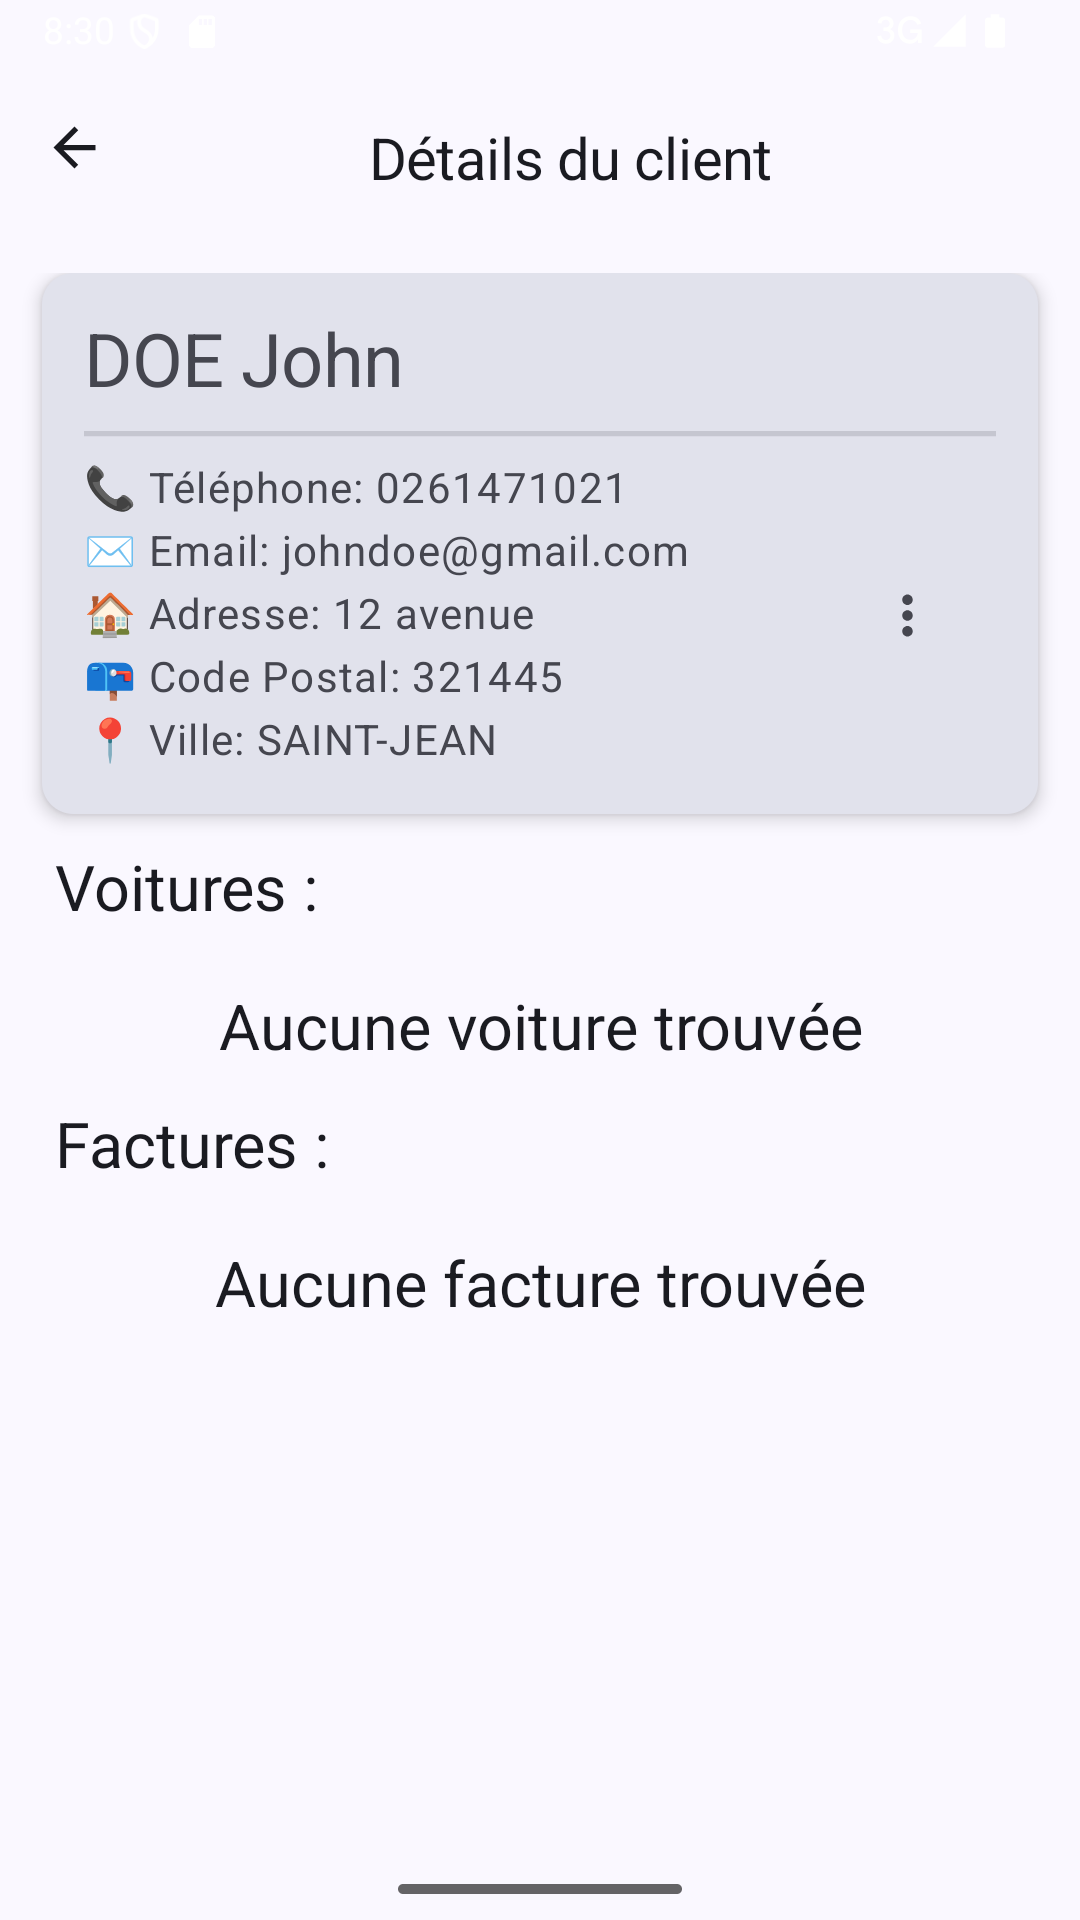 8:30
3G
Détails du client
DOE John
📞 Téléphone: 0261471021
✉️ Email: johndoe@gmail.com
🏠 Adresse: 12 avenue
📪 Code Postal: 321445
📍 Ville: SAINT-JEAN
Voitures :
Aucune voiture trouvée
Factures :
Aucune facture trouvée